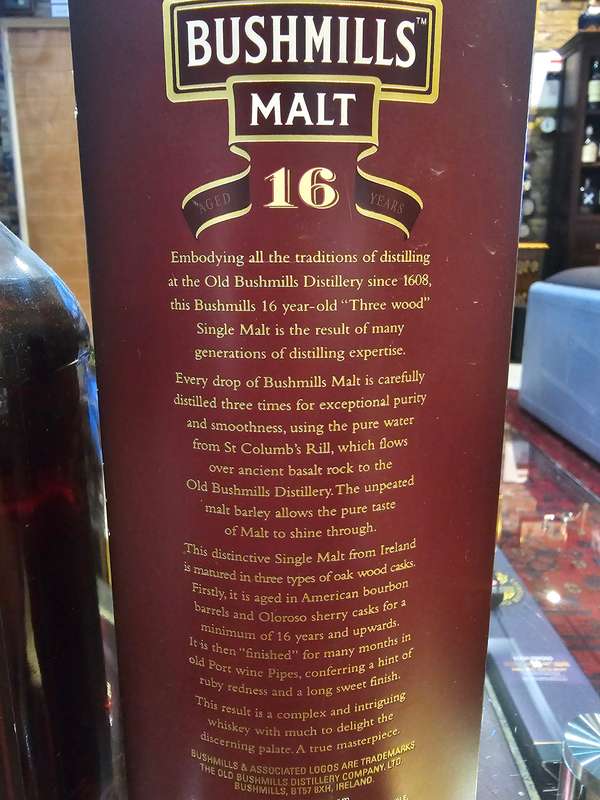 BUSHMILLS™
MALT
AGED 16 YEARS
Embodying all the traditions of distilling
at the Old Bushmills Distillery since 1608,
this Bushmills 16 year-old "Three wood"
Single Malt is the result of many
generations of distilling expertise.
Every drop of Bushmills Malt is carefully
distilled three times for exceptional purity
and smoothness, using the pure water
from St Columb's Rill, which flows
over ancient basalt rock to the
Old Bushmills Distillery. The unpeated
malt barley allows the pure taste
of Malt to shine through.
This distinctive Single Malt from Ireland
is matured in three types of oak wood casks.
Firstly, it is aged in American bourbon
barrels and Oloroso sherry casks for a
minimum of 16 years and upwards.
It is then "finished" for many months in
old Port wine Pipes, conferring a hint of
ruby redness and a long sweet finish.
This result is a complex and intriguing
whiskey with much to delight the
discerning palate. A true masterpiece.
BUSHMILLS & ASSOCIATED LOGOS ARE TRADEMARKS
THE OLD BUSHMILLS DISTILLERY COMPANY, LTD.
BUSHMILLS, BT57 8XH, IRELAND.